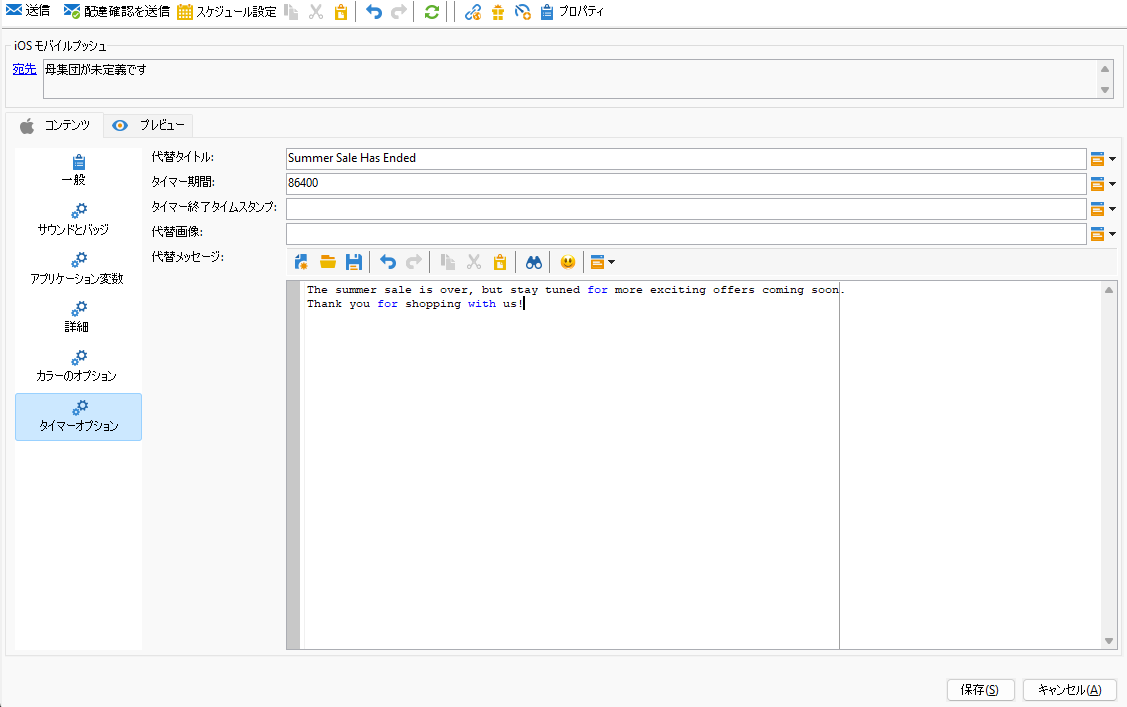 送信 配達確認を送信 スケジュール設定 プロパティ
iOS モバイルプッシュ
宛先 母集団が未定義です
コンテンツ プレビュー
一般
サウンドとバッジ
アプリケーション変数
詳細
カラーのオプション
タイマーオプション
代替タイトル: Summer Sale Has Ended
タイマー期間: 86400
タイマー終了タイムスタンプ:
代替画像:
代替メッセージ:
The summer sale is over, but stay tuned for more exciting offers coming soon.
Thank you for shopping with us!
保存(S) キャンセル(A)